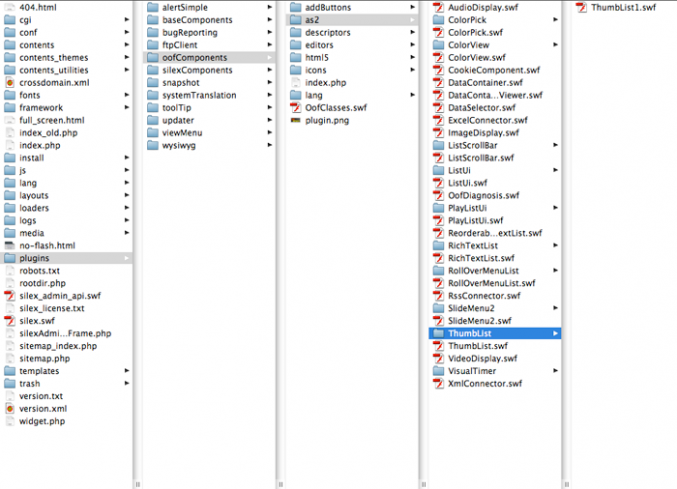 404.html
cgi
conf
contents
contents_themes
contents_utilities
crossdomain.xml
fonts
framework
full_screen.html
index_old.php
index.php
install
js
lang
layouts
loaders
logs
media
no-flash.html
plugins
robots.txt
rootdir.php
silex_admin_api.swf
silex_license.txt
silex.swf
silexAdmi...Frame.php
sitemap_index.php
sitemap.php
templates
trash
version.txt
version.xml
widget.php
alertSimple
baseComponents
bugReporting
ftpClient
oofComponents
silexComponents
snapshot
systemTranslation
toolTip
updater
viewMenu
wysiwyg
addButtons
as2
descriptors
editors
html5
icons
index.php
lang
OofClasses.swf
plugin.png
AudioDisplay.swf
ColorPick
ColorPick.swf
ColorView
ColorView.swf
CookieComponent.swf
DataContainer.swf
DataConta...Viewer.swf
DataSelector.swf
ExcelConnector.swf
ImageDisplay.swf
ListScrollBar
ListScrollBar.swf
ListUi
ListUi.swf
OofDiagnosis.swf
PlayListUi
PlayListUi.swf
Reorderab...extList.swf
RichTextList
RichTextList.swf
RollOverMenuList
RollOverMenuList.swf
RssConnector.swf
SlideMenu2
SlideMenu2.swf
ThumbList
ThumbList.swf
VideoDisplay.swf
VisualTimer
XmlConnector.swf
ThumbList1.swf